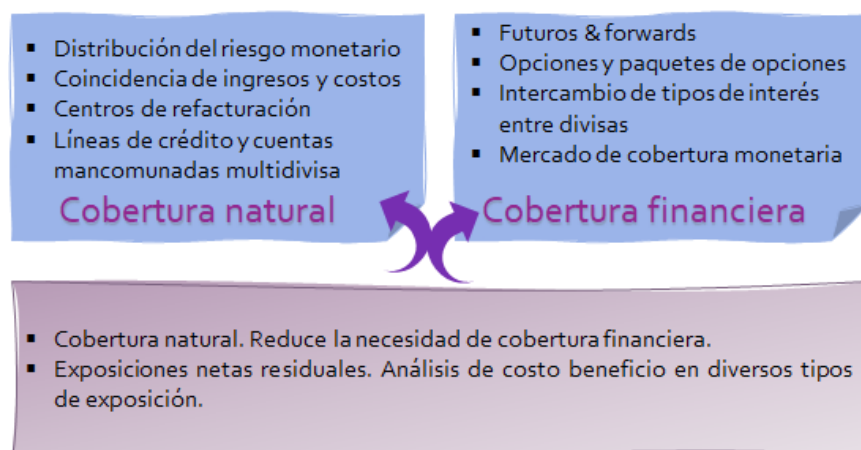 ▪ Distribución del riesgo monetario
▪ Coincidencia de ingresos y costos
▪ Centros de refacturación
▪ Líneas de crédito y cuentas
mancomunadas multidivisa
Cobertura natural
▪ Futuros & forwards
▪ Opciones y paquetes de opciones
▪ Intercambio de tipos de interés
entre divisas
▪ Mercado de cobertura monetaria
Cobertura financiera
▪ Cobertura natural. Reduce la necesidad de cobertura financiera.
▪ Exposiciones netas residuales. Análisis de costo beneficio en diversos tipos
de exposición.